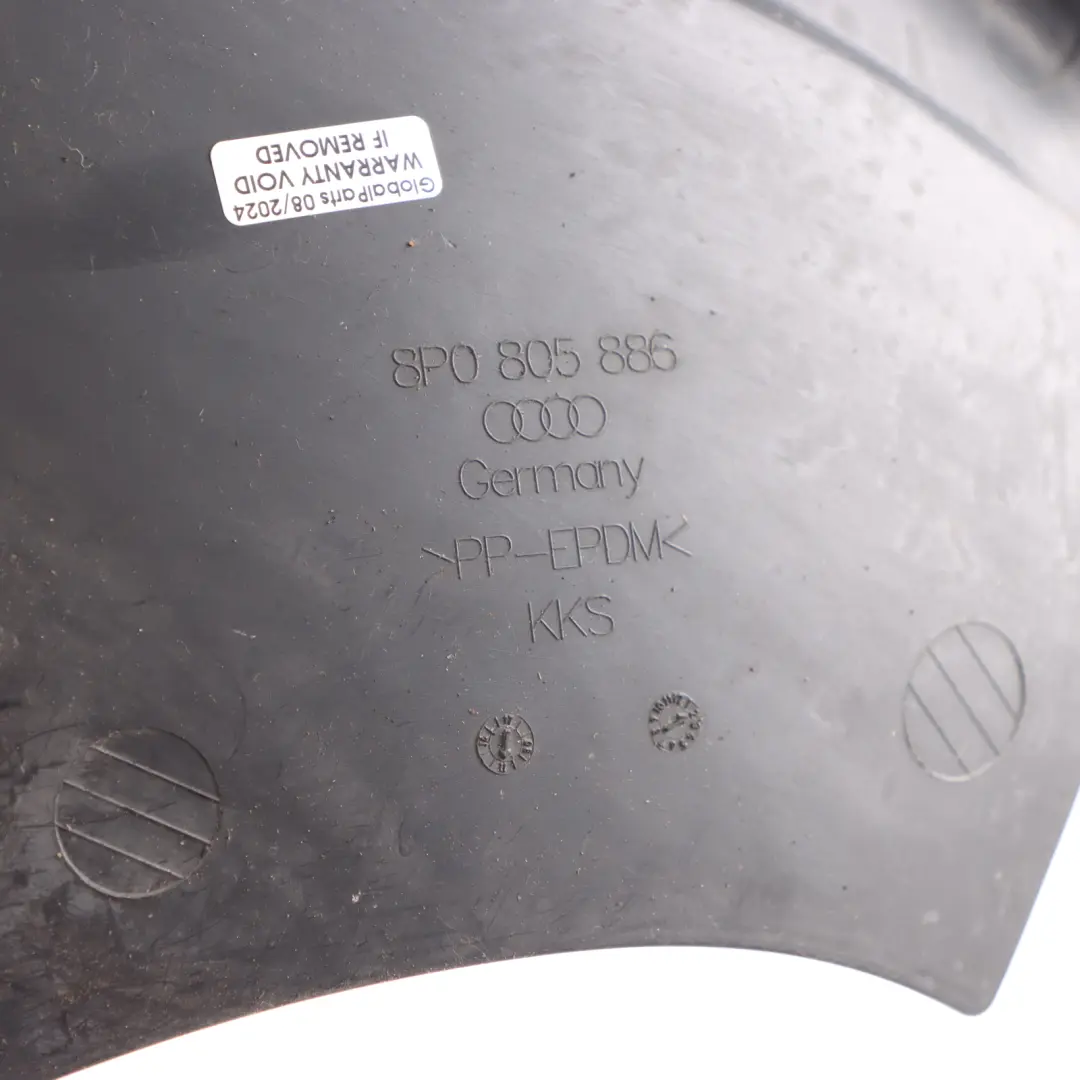 GlobalParts 08/2024
WARRANTY VOID
IF REMOVED
8P0 805 886
Germany
>PP-EPDM<
KKS